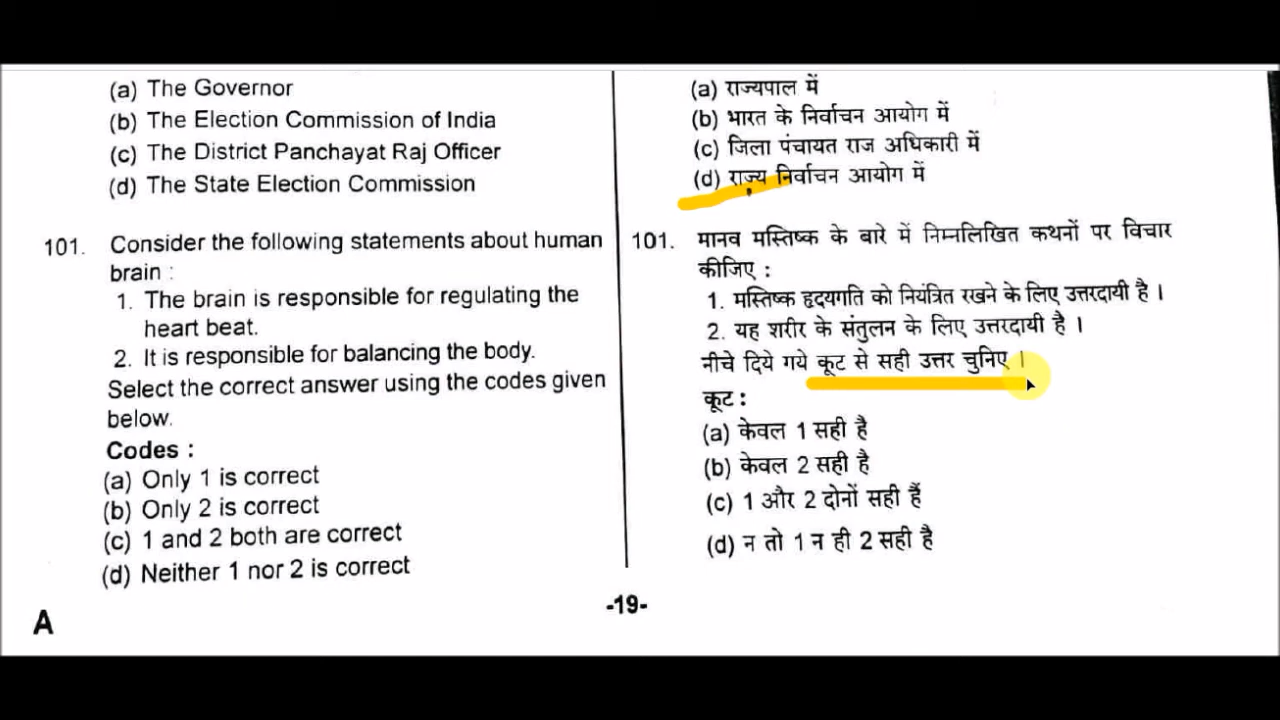 (a) The Governor
(b) The Election Commission of India
(c) The District Panchayat Raj Officer
(d) The State Election Commission
101. Consider the following statements about human
brain :
1. The brain is responsible for regulating the
heart beat.
2. It is responsible for balancing the body.
Select the correct answer using the codes given
below.
Codes :
(a) Only 1 is correct
(b) Only 2 is correct
(c) 1 and 2 both are correct
(d) Neither 1 nor 2 is correct
(a) राज्यपाल में
(b) भारत के निर्वाचन आयोग में
(c) जिला पंचायत राज अधिकारी में
(d) राज्य निर्वाचन आयोग में
101. मानव मस्तिष्क के बारे में निम्नलिखित कथनों पर विचार
कीजिए :
1. मस्तिष्क हृदयगति को नियंत्रित रखने के लिए उत्तरदायी है ।
2. यह शरीर के संतुलन के लिए उत्तरदायी है ।
नीचे दिये गये कूट से सही उत्तर चुनिए ।
कूट :
(a) केवल 1 सही है
(b) केवल 2 सही है
(c) 1 और 2 दोनों सही हैं
(d) न तो 1 न ही 2 सही है
-19-
A